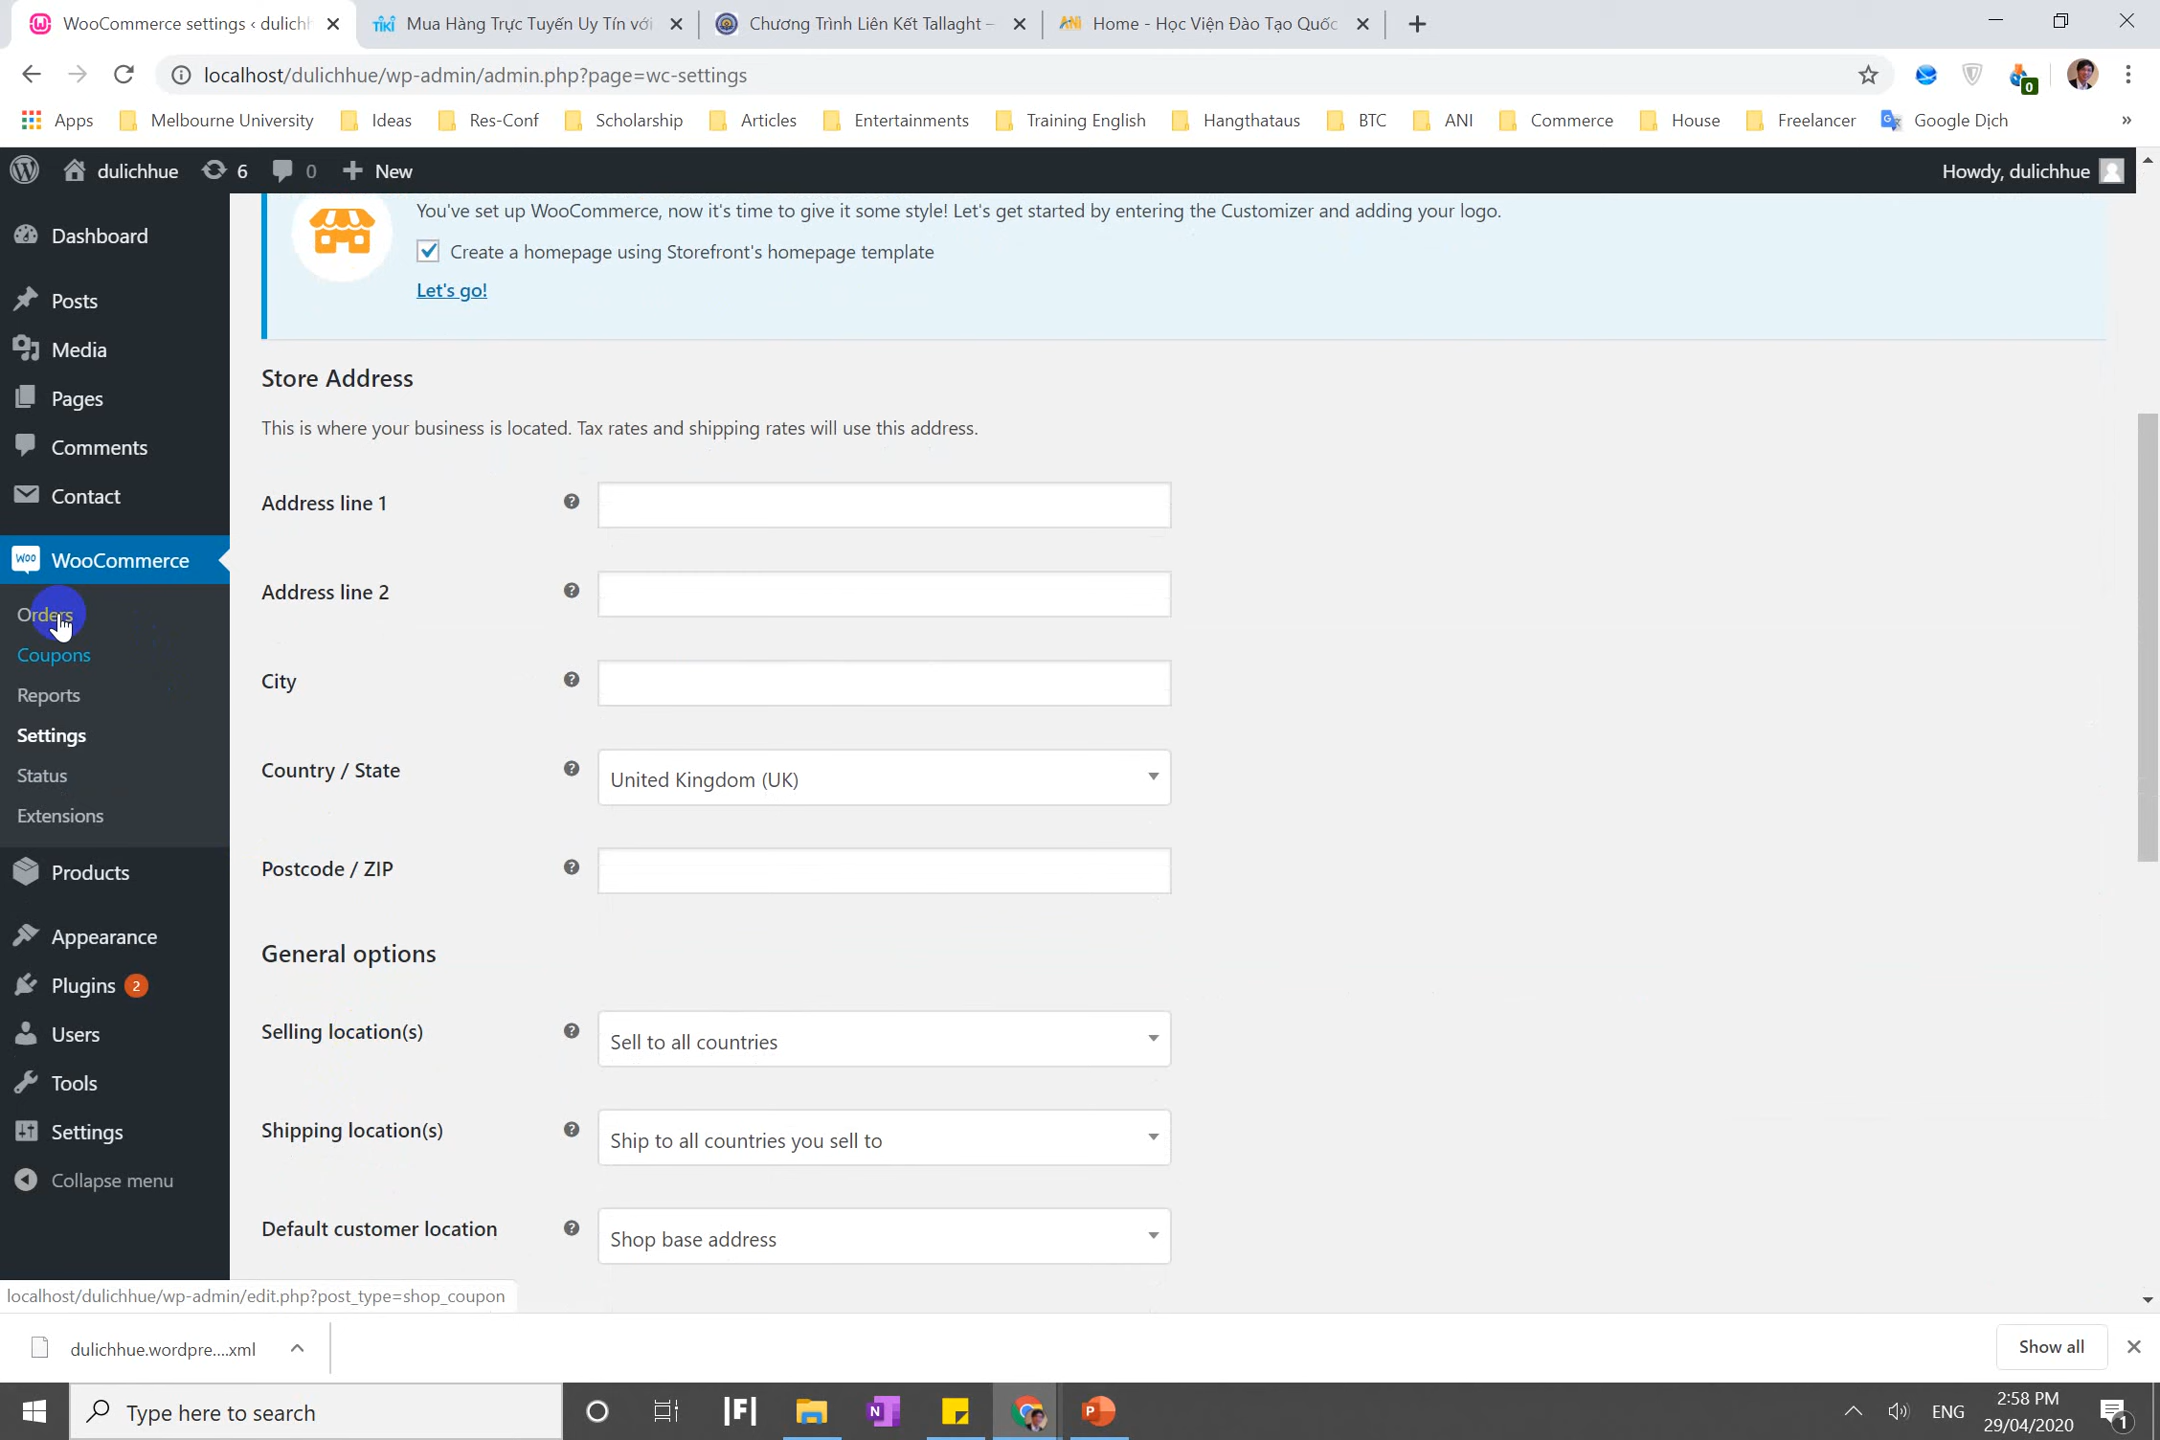 WooCommerce settings ‹ dulichh
TIKI Mua Hàng Trực Tuyến Uy Tín với
Chương Trình Liên Kết Tallaght –
ANi Home - Học Viện Đào Tạo Quốc
localhost/dulichhue/wp-admin/admin.php?page=wc-settings
0
Apps Melbourne University Ideas Res-Conf Scholarship Articles Entertainments Training English Hangthataus BTC ANI Commerce House Freelancer Google Dịch »
dulichhue 6 0 New Howdy, dulichhue
Dashboard
Posts
Media
Pages
Comments
Contact
WOO WooCommerce
Orders
Coupons
Reports
Settings
Status
Extensions
Products
Appearance
Plugins 2
Users
Tools
Settings
Collapse menu
You've set up WooCommerce, now it's time to give it some style! Let's get started by entering the Customizer and adding your logo.
Create a homepage using Storefront's homepage template
Let's go!
Store Address
This is where your business is located. Tax rates and shipping rates will use this address.
Address line 1 ?
Address line 2 ?
City ?
Country / State ? United Kingdom (UK)
Postcode / ZIP ?
General options
Selling location(s) ? Sell to all countries
Shipping location(s) ? Ship to all countries you sell to
Default customer location ? Shop base address
localhost/dulichhue/wp-admin/edit.php?post_type=shop_coupon
dulichhue.wordpre....xml Show all
Type here to search
|F| N P ENG 2:58 PM
29/04/2020 1